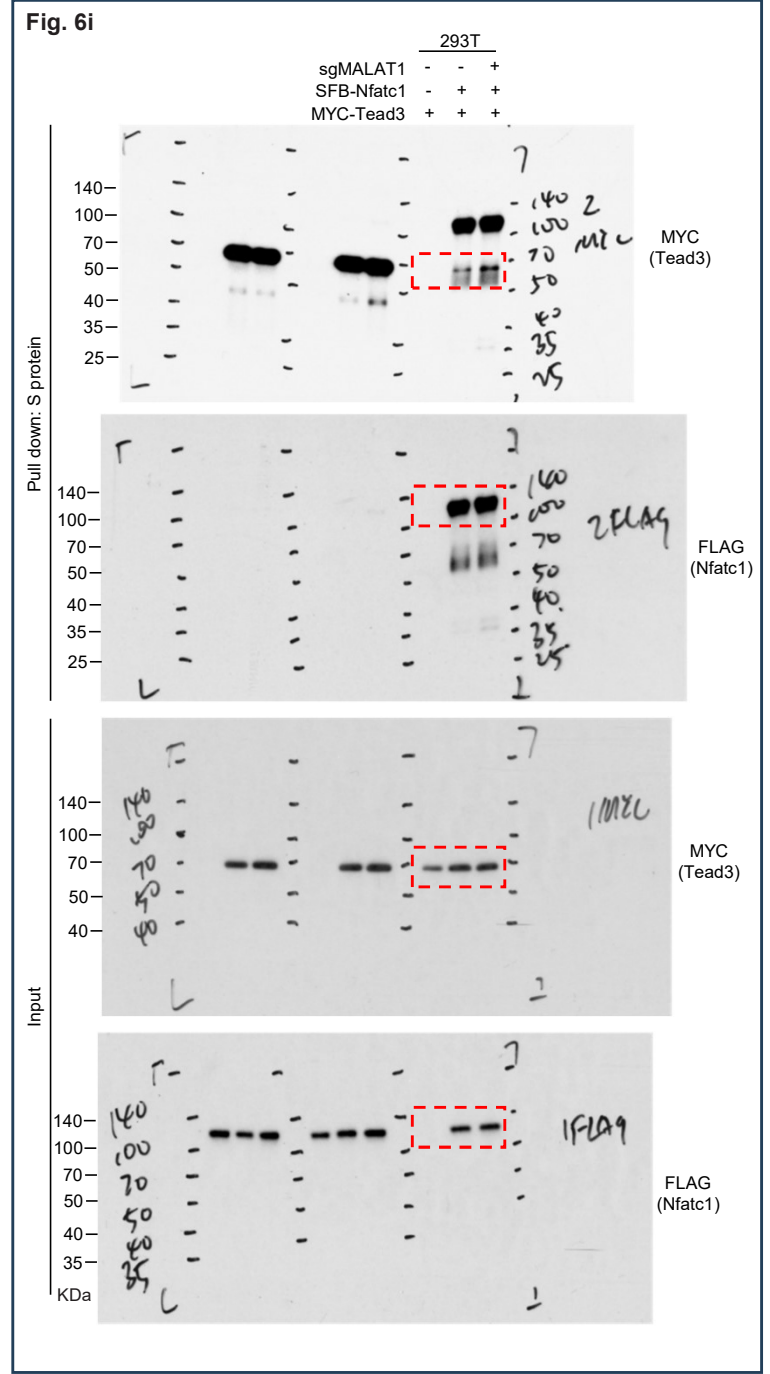 Fig. 6i
293T
sgMALAT1 - - +
SFB-Nfatc1 - + +
MYC-Tead3 + + +
Pull down: S protein
140
100
70
50
40
35
25
140 2
100
70 MYC
50
40
35
25
MYC
(Tead3)
140
100
70
50
40
35
25
140
100
70
50
40.
35
25
2FLAG
FLAG
(Nfatc1)
Input
140
100
70
50
40
140
70
50
40
1MYC
MYC
(Tead3)
140
100
70
50
40
35
KDa
140
100
70
50
40
35
1FLAG
FLAG
(Nfatc1)